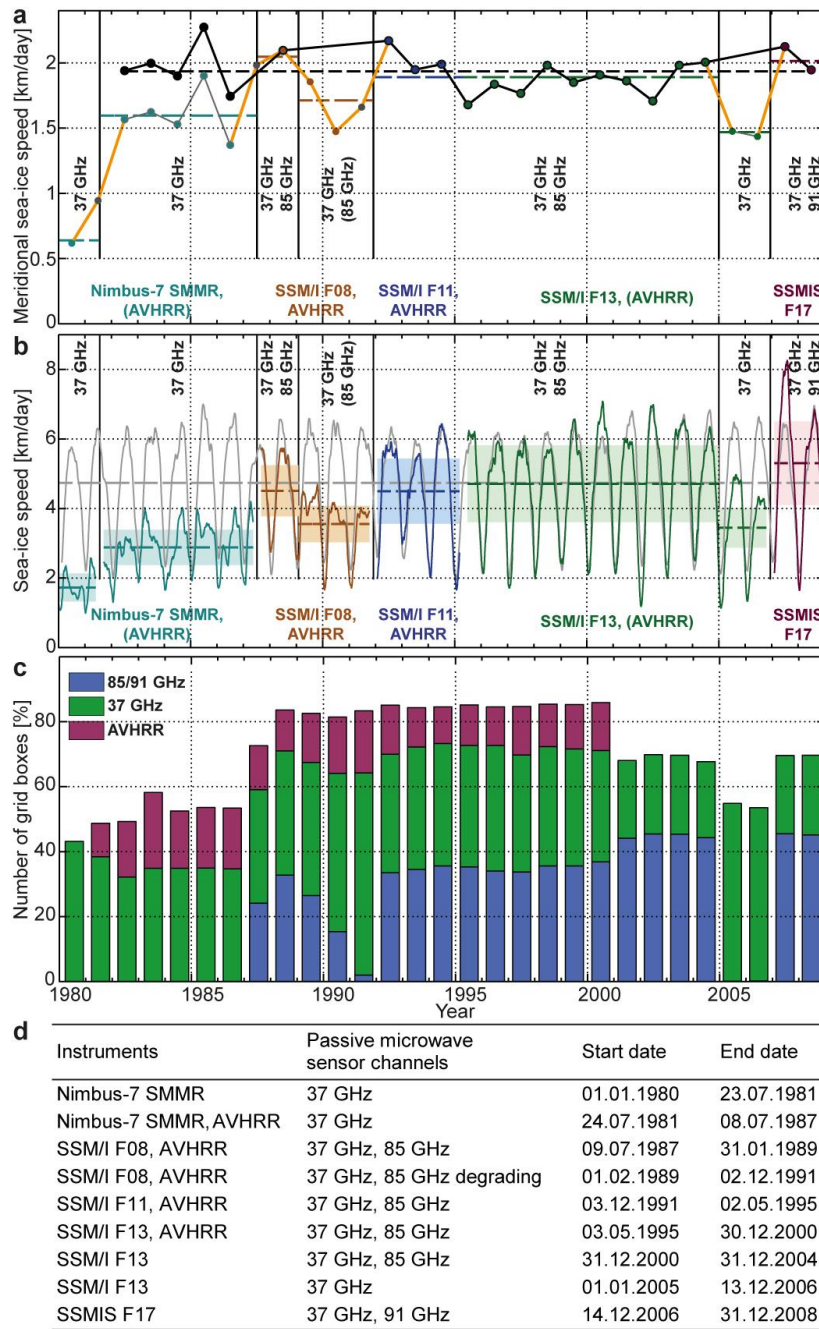 a
Meridional sea-ice speed [km/day]
2
1.5
1
0.5
0
37 GHz
37 GHz
37 GHz
85 GHz
37 GHz
(85 GHz)
37 GHz
85 GHz
37 GHz
37 GHz
91 GHz
Nimbus-7 SMMR,
(AVHRR)
SSM/I F08,
AVHRR
SSM/I F11,
AVHRR
SSM/I F13, (AVHRR)
SSMIS
F17
b
Sea-ice speed [km/day]
8
6
4
2
0
37 GHz
37 GHz
37 GHz
85 GHz
37 GHz
(85 GHz)
37 GHz
85 GHz
37 GHz
37 GHz
91 GHz
Nimbus-7 SMMR,
(AVHRR)
SSM/I F08,
AVHRR
SSM/I F11,
AVHRR
SSM/I F13, (AVHRR)
SSMIS
F17
c
Number of grid boxes [%]
80
60
40
20
0
85/91 GHz
37 GHz
AVHRR
1980 1985 1990 1995 2000 2005
Year
d
Instruments Passive microwave sensor channels Start date End date
Nimbus-7 SMMR 37 GHz 01.01.1980 23.07.1981
Nimbus-7 SMMR, AVHRR 37 GHz 24.07.1981 08.07.1987
SSM/I F08, AVHRR 37 GHz, 85 GHz 09.07.1987 31.01.1989
SSM/I F08, AVHRR 37 GHz, 85 GHz degrading 01.02.1989 02.12.1991
SSM/I F11, AVHRR 37 GHz, 85 GHz 03.12.1991 02.05.1995
SSM/I F13, AVHRR 37 GHz, 85 GHz 03.05.1995 30.12.2000
SSM/I F13 37 GHz, 85 GHz 31.12.2000 31.12.2004
SSM/I F13 37 GHz 01.01.2005 13.12.2006
SSMIS F17 37 GHz, 91 GHz 14.12.2006 31.12.2008